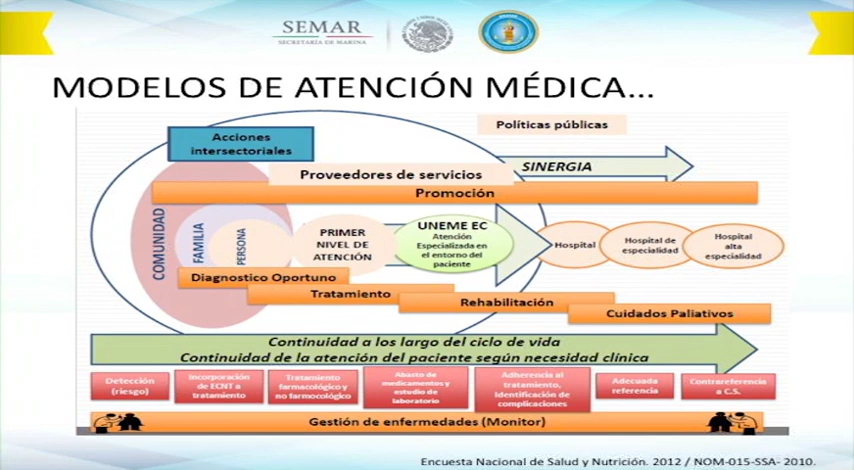 SEMAR
SECRETARÍA DE MARINA
MODELOS DE ATENCIÓN MÉDICA...
Políticas públicas
Acciones
intersectoriales
SINERGIA
Proveedores de servicios
Promoción
COMUNIDAD
FAMILIA
PERSONA
PRIMER
NIVEL DE
ATENCIÓN
UNEME EC
Atención
Especializada en
el entorno del
paciente
Hospital
Hospital de
especialidad
Hospital
alta
especialidad
Diagnostico Oportuno
Tratamiento
Rehabilitación
Cuidados Paliativos
Continuidad a los largo del ciclo de vida
Continuidad de la atención del paciente según necesidad clínica
Detección
(riesgo)
Incorporación
de ECNT a
tratamiento
Tratamiento
farmacológico y
no farmocológico
Abasto de
medicamentos y
estudio de
laboratorio
Adherencia al
tratamiento,
Identificación de
complicaciones
Adecuada
referencia
Contrareferencia
a C.S.
Gestión de enfermedades (Monitor)
Encuesta Nacional de Salud y Nutrición. 2012 / NOM-015-SSA- 2010.